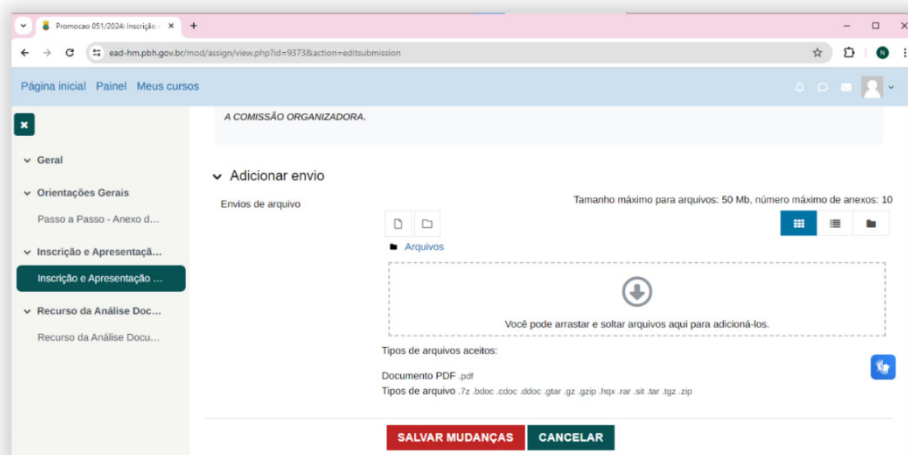 Promocao 051/2024: Inscrição
ead-hm.pbh.gov.br/mod/assign/view.php?id=9373&action=editsubmission
N
Página inicial Painel Meus cursos
A COMISSÃO ORGANIZADORA.
Geral
Orientações Gerais
Passo a Passo - Anexo d...
Inscrição e Apresentaçã...
Inscrição e Apresentação ...
Recurso da Análise Doc...
Recurso da Análise Docu...
Adicionar envio
Envios de arquivo
Tamanho máximo para arquivos: 50 Mb, número máximo de anexos: 10
Arquivos
Você pode arrastar e soltar arquivos aqui para adicioná-los.
Tipos de arquivos aceitos:
Documento PDF .pdf
Tipos de arquivo .7z .bdoc .cdoc .ddoc .gtar .gz .gzip .hqx .rar .sit .tar .tgz .zip
SALVAR MUDANÇAS CANCELAR